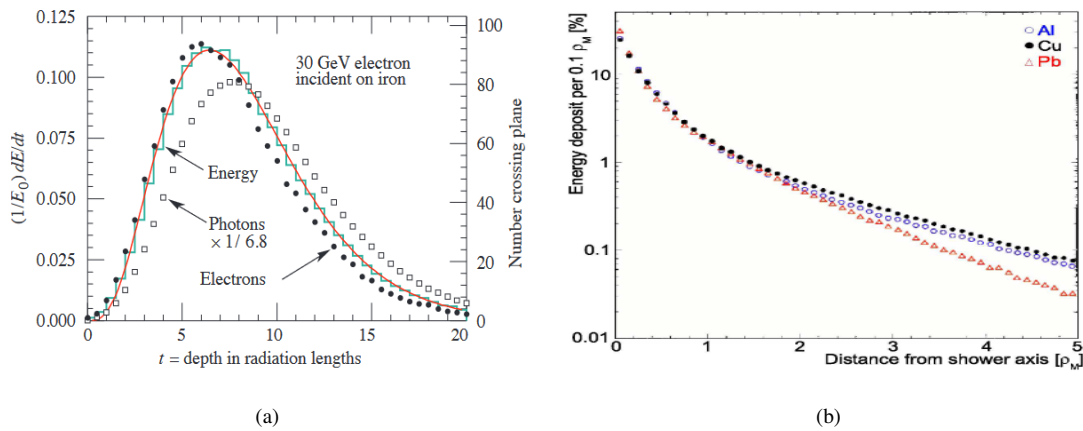 0.125
0.100
0.075
0.050
0.025
0.000
(1/E₀) dE/dt
30 GeV electron
incident on iron
Energy
Photons
× 1/ 6.8
Electrons
100
80
60
40
20
0
Number crossing plane
0 5 10 15 20
t = depth in radiation lengths
(a)
Energy deposit per 0.1 ρM [%]
10
1
0.1
0.01
Al
Cu
Pb
0 1 2 3 4 5
Distance from shower axis [ρM]
(b)